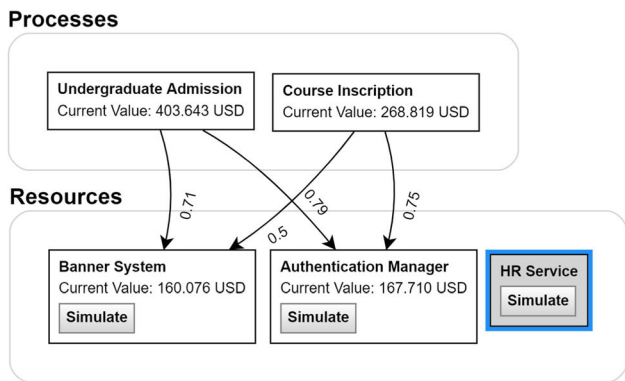 Processes
Undergraduate Admission
Current Value: 403.643 USD
Course Inscription
Current Value: 268.819 USD
0.71
0.79
0.75
0.5
Resources
Banner System
Current Value: 160.076 USD
Simulate
Authentication Manager
Current Value: 167.710 USD
Simulate
HR Service
Simulate